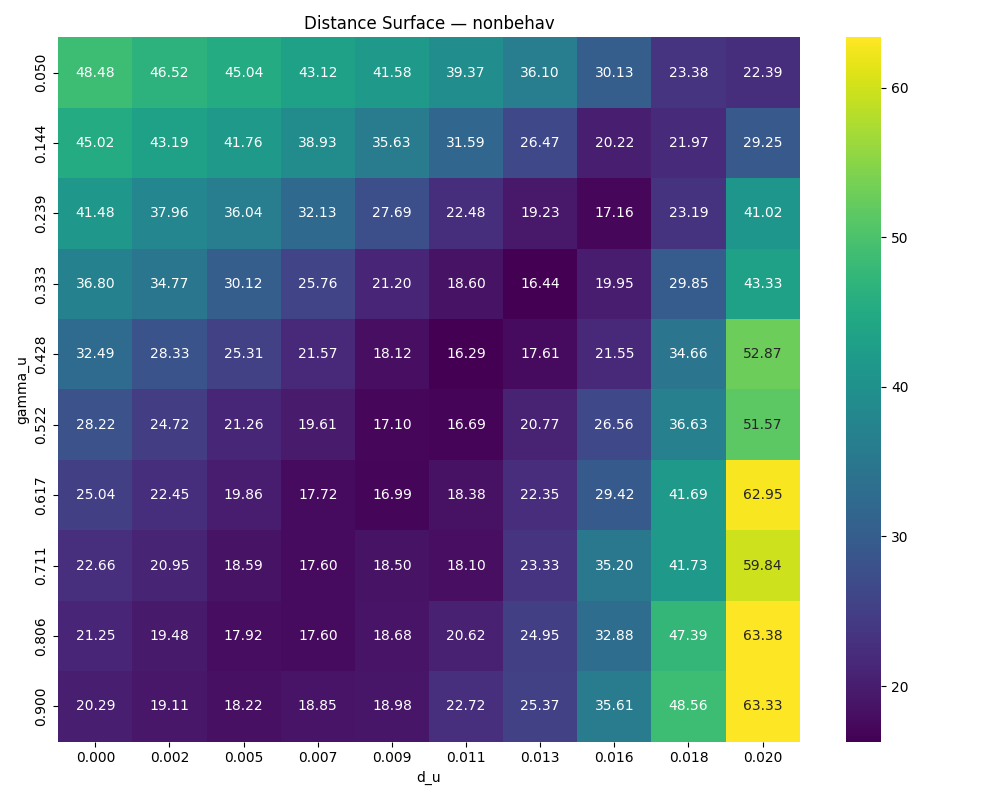 Distance Surface — nonbehav
0.050 48.48 46.52 45.04 43.12 41.58 39.37 36.10 30.13 23.38 22.39
0.144 45.02 43.19 41.76 38.93 35.63 31.59 26.47 20.22 21.97 29.25
0.239 41.48 37.96 36.04 32.13 27.69 22.48 19.23 17.16 23.19 41.02
0.333 36.80 34.77 30.12 25.76 21.20 18.60 16.44 19.95 29.85 43.33
0.428 32.49 28.33 25.31 21.57 18.12 16.29 17.61 21.55 34.66 52.87
0.522 28.22 24.72 21.26 19.61 17.10 16.69 20.77 26.56 36.63 51.57
0.617 25.04 22.45 19.86 17.72 16.99 18.38 22.35 29.42 41.69 62.95
0.711 22.66 20.95 18.59 17.60 18.50 18.10 23.33 35.20 41.73 59.84
0.806 21.25 19.48 17.92 17.60 18.68 20.62 24.95 32.88 47.39 63.38
0.900 20.29 19.11 18.22 18.85 18.98 22.72 25.37 35.61 48.56 63.33
0.000 0.002 0.005 0.007 0.009 0.011 0.013 0.016 0.018 0.020
d_u
gamma_u
60
50
40
30
20